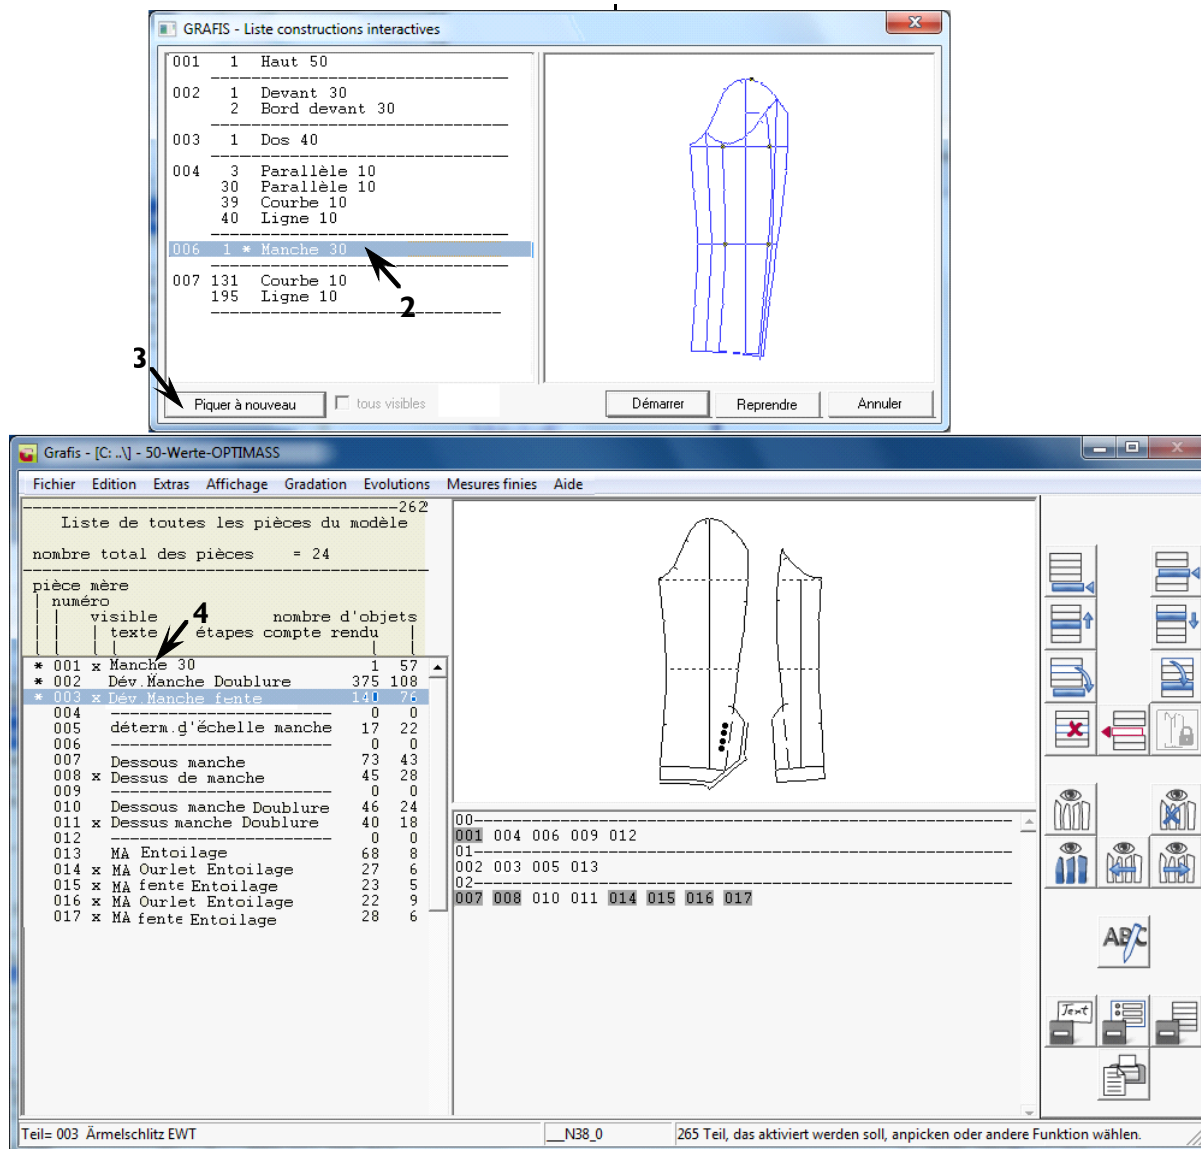 GRAFIS - Liste constructions interactives
001 1 Haut 50
002 1 Devant 30
2 Bord devant 30
003 1 Dos 40
004 3 Parallèle 10
30 Parallèle 10
39 Courbe 10
40 Ligne 10
006 1 * Manche 30
007 131 Courbe 10
195 Ligne 10
2
3
Piquer à nouveau
tous visibles
Démarrer
Reprendre
Annuler
Grafis - [C: ..\] - 50-Werte-OPTIMASS
Fichier Edition Extras Affichage Gradation Evolutions Mesures finies Aide
262
Liste de toutes les pièces du modèle
nombre total des pièces = 24
pièce mère
numéro
visible nombre d'objets
texte étapes compte rendu
4
* 001 x Manche 30 1 57
* 002 Dév.Manche Doublure 375 108
* 003 x Dév.Manche fente 140 76
004 -------------------- 0 0
005 déterm.d'échelle manche 17 22
006 -------------------- 0 0
007 Dessous manche 73 43
008 x Dessus de manche 45 28
009 -------------------- 0 0
010 Dessous manche Doublure 46 24
011 x Dessus manche Doublure 40 18
012 -------------------- 0 0
013 MA Entoilage 68 8
014 x MA Ourlet Entoilage 27 6
015 x MA fente Entoilage 23 5
016 x MA Ourlet Entoilage 22 9
017 x MA fente Entoilage 28 6
00
001 004 006 009 012
01
002 003 005 013
02
007 008 010 011 014 015 016 017
ABC
Text
Teil= 003 Ärmelschlitz EWT
__N38_0
265 Teil, das aktiviert werden soll, anpicken oder andere Funktion wählen.